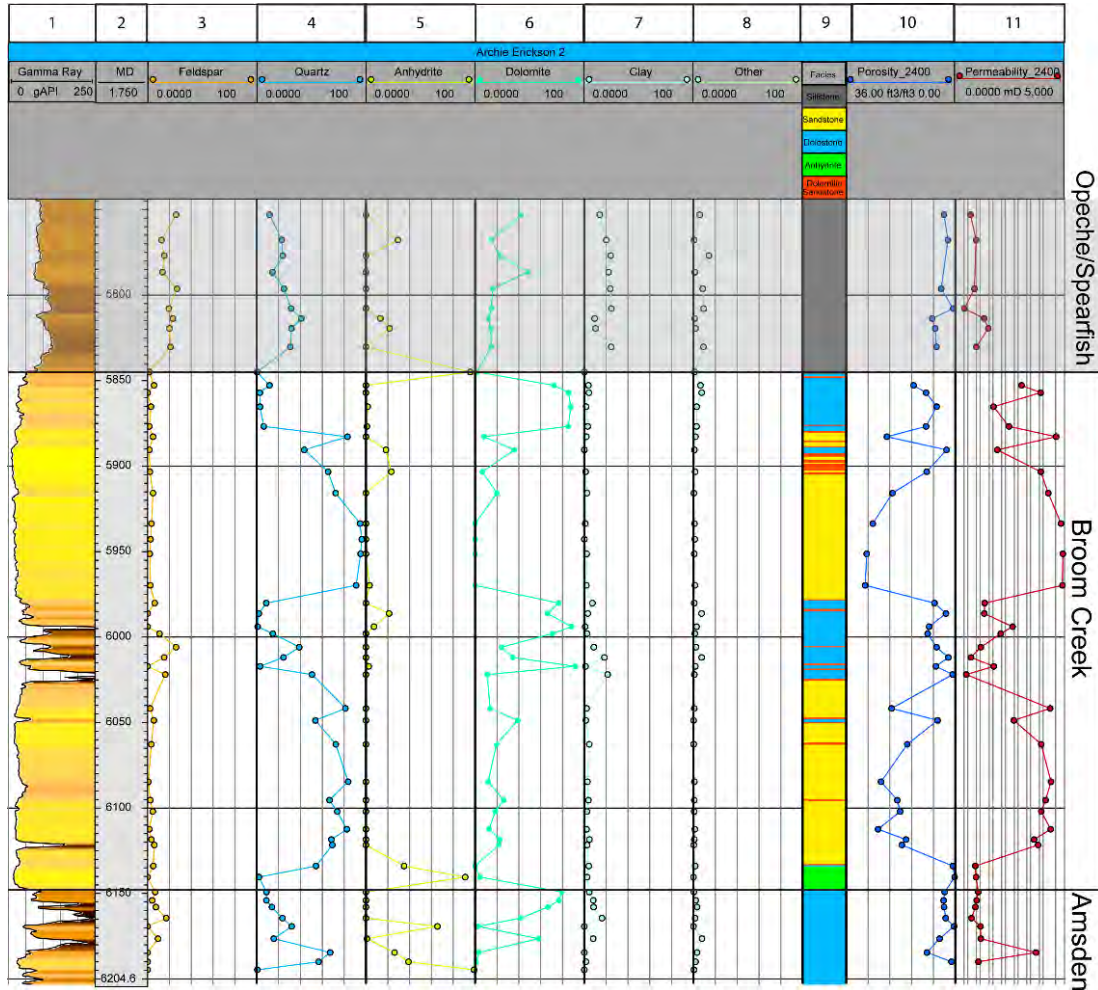 1 2 3 4 5 6 7 8 9 10 11
Archie Erickson 2
Gamma Ray MD Feldspar Quartz Anhydrite Dolomite Clay Other Facies Porosity_2400 Permeability_2400
0 gAPI 250 1.750 0.0000 100 0.0000 100 0.0000 100 0.0000 100 0.0000 100 0.0000 100 36.00 ft3/ft3 0.00 0.0000 mD 5,000
Siltstone
Sandstone
Dolostone
Anhydrite
Dolomitic
Sandstone
Opeche/Spearfish
5800
5850
5900
5950
Broom Creek
6000
6050
6100
6150
Amsden
6204.6